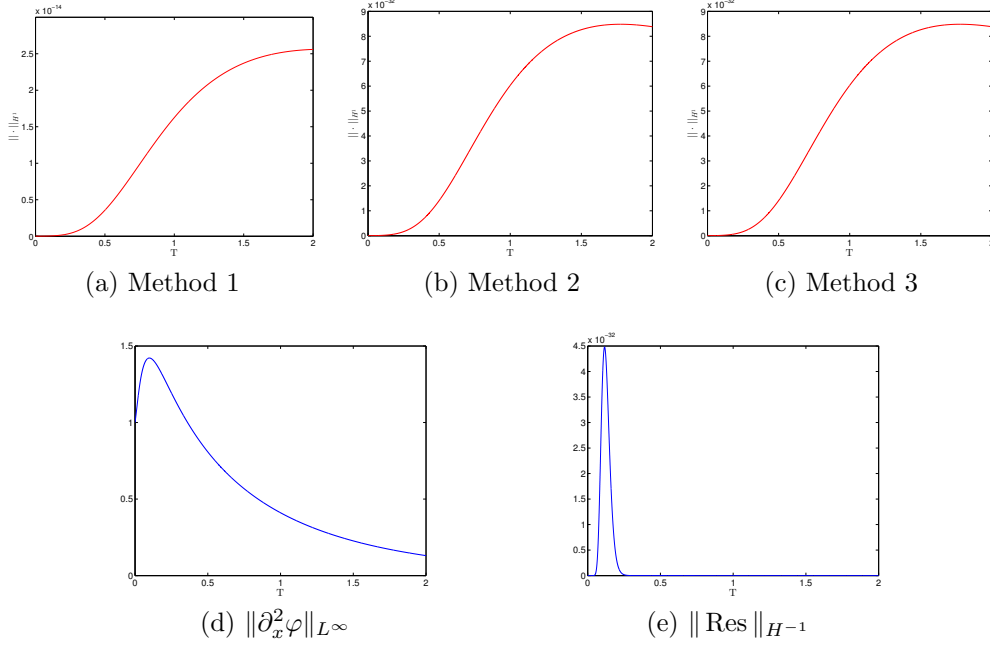 x 10⁻¹⁴
x 10⁻³²
x 10⁻³²
2.5
2
1.5
1
0.5
0
|| · ||_{H¹}
0 0.5 1 1.5 2
T
9
8
7
6
5
4
3
2
1
0
|| · ||_{H¹}
0 0.5 1 1.5 2
T
9
8
7
6
5
4
3
2
1
0
|| · ||_{H¹}
0 0.5 1 1.5 2
T
(a) Method 1
(b) Method 2
(c) Method 3
1.5
1
0.5
0
0 0.5 1 1.5 2
T
x 10⁻³²
4.5
4
3.5
3
2.5
2
1.5
1
0.5
0
0 0.5 1 1.5 2
T
(d) ‖∂ₓ²φ‖_{L^∞}
(e) ‖ Res ‖_{H⁻¹}